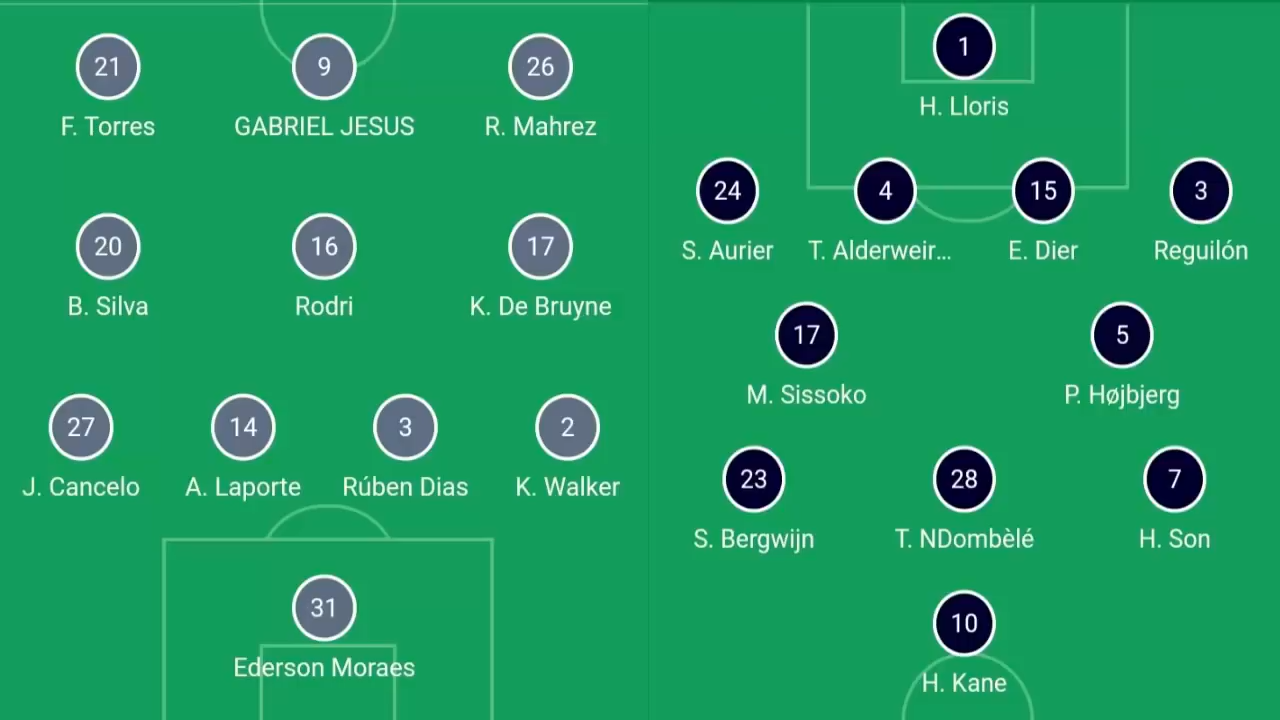 21
9
26
F. Torres
GABRIEL JESUS
R. Mahrez
20
16
17
B. Silva
Rodri
K. De Bruyne
27
14
3
2
J. Cancelo
A. Laporte
Rúben Dias
K. Walker
31
Ederson Moraes
1
H. Lloris
24
4
15
3
S. Aurier
T. Alderweir...
E. Dier
Reguilón
17
5
M. Sissoko
P. Højbjerg
23
28
7
S. Bergwijn
T. NDombèlé
H. Son
10
H. Kane